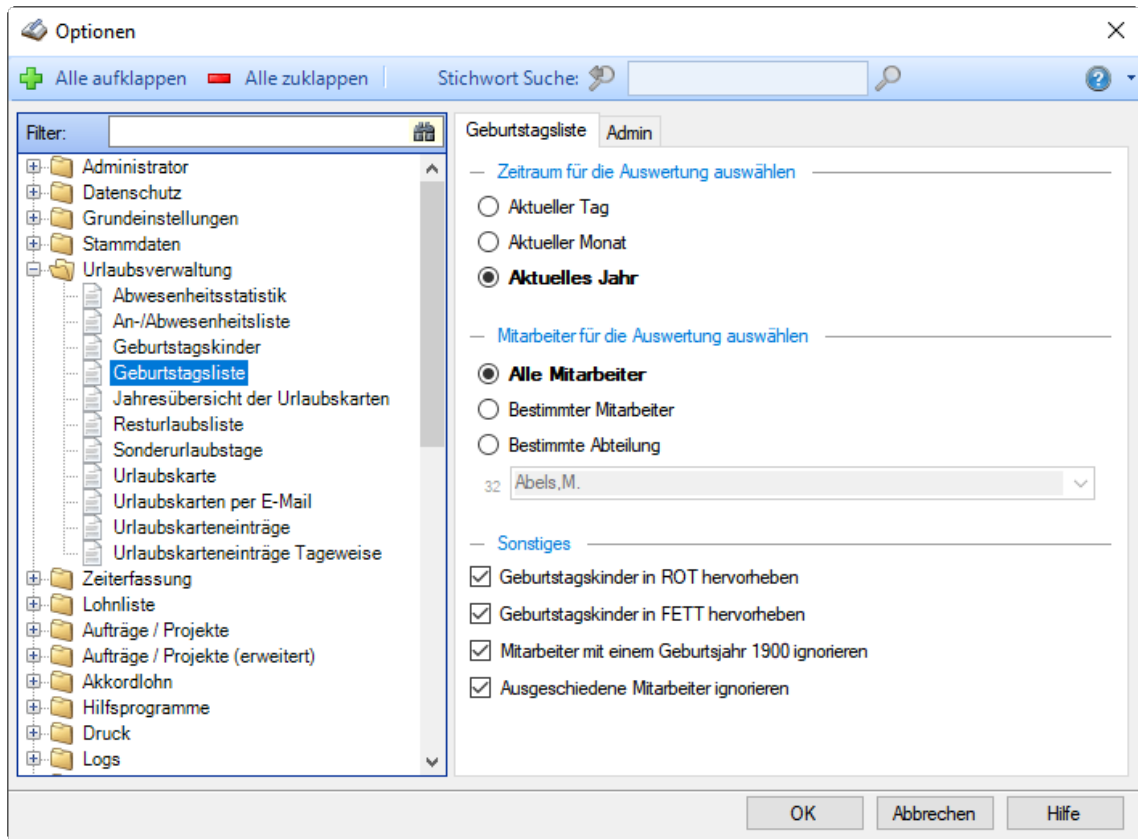 Optionen
Alle aufklappen Alle zuklappen Stichwort Suche:
Filter:
Administrator
Datenschutz
Grundeinstellungen
Stammdaten
Urlaubsverwaltung
Abwesenheitsstatistik
An-/Abwesenheitsliste
Geburtstagskinder
Geburtstagsliste
Jahresübersicht der Urlaubskarten
Resturlaubsliste
Sonderurlaubstage
Urlaubskarte
Urlaubskarten per E-Mail
Urlaubskarteneinträge
Urlaubskarteneinträge Tageweise
Zeiterfassung
Lohnliste
Aufträge / Projekte
Aufträge / Projekte (erweitert)
Akkordlohn
Hilfsprogramme
Druck
Logs
Geburtstagsliste Admin
Zeitraum für die Auswertung auswählen
Aktueller Tag
Aktueller Monat
Aktuelles Jahr
Mitarbeiter für die Auswertung auswählen
Alle Mitarbeiter
Bestimmter Mitarbeiter
Bestimmte Abteilung
32 Abels,M.
Sonstiges
Geburtstagskinder in ROT hervorheben
Geburtstagskinder in FETT hervorheben
Mitarbeiter mit einem Geburtsjahr 1900 ignorieren
Ausgeschiedene Mitarbeiter ignorieren
OK Abbrechen Hilfe